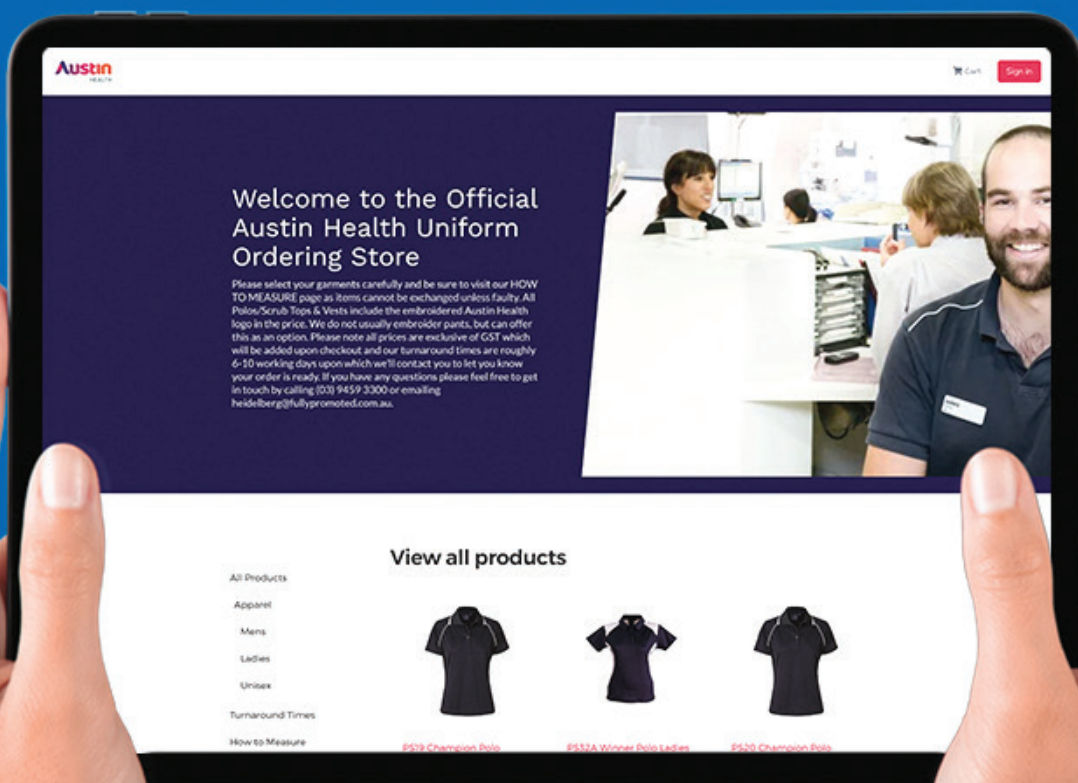 Austin
HEALTH
Cart
Sign in
Welcome to the Official
Austin Health Uniform
Ordering Store
Please select your garments carefully and be sure to visit our HOW
TO MEASURE page as items cannot be exchanged unless faulty. All
Polos/Scrub Tops & Vests include the embroidered Austin Health
logo in the price. We do not usually embroider pants, but can offer
this as an option. Please note all prices are exclusive of GST which
will be added upon checkout and our turnaround times are roughly
6-10 working days upon which we'll contact you to let you know
your order is ready. If you have any questions please feel free to get
in touch by calling (03) 9459 3300 or emailing
heidelberg@fullypromoted.com.au.
View all products
All Products
Apparel
Mens
Ladies
Unisex
Turnaround Times
How to Measure
PS19 Champion Polo
PS32A Winner Polo Ladies
PS20 Champion Polo